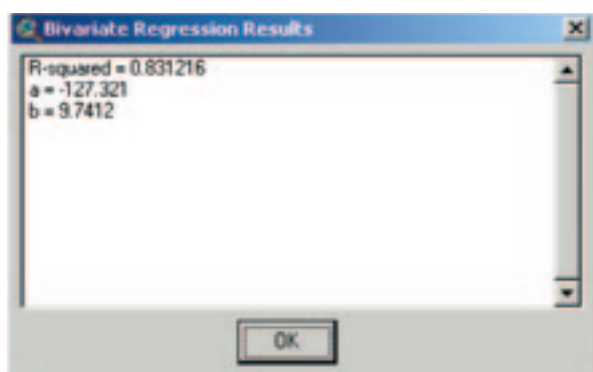 Bivariate Regression Results
R-squared = 0.831216
a = -127.321
b = 9.7412
OK